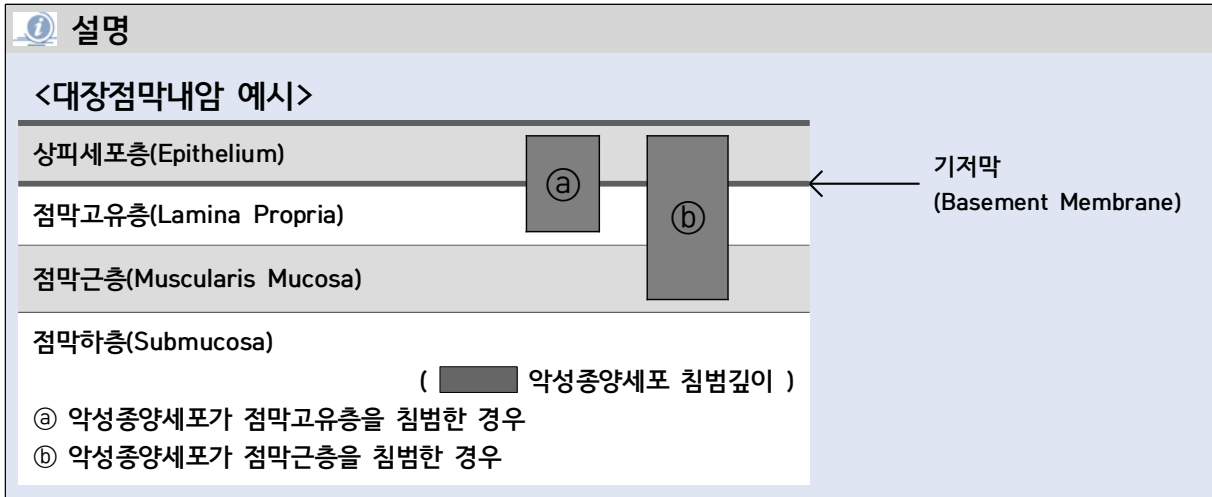 설명
<대장점막내암 예시>
상피세포층(Epithelium)
점막고유층(Lamina Propria)
점막근층(Muscularis Mucosa)
점막하층(Submucosa)
ⓐ
ⓑ
기저막
(Basement Membrane)
( 악성종양세포 침범깊이 )
ⓐ 악성종양세포가 점막고유층을 침범한 경우
ⓑ 악성종양세포가 점막근층을 침범한 경우